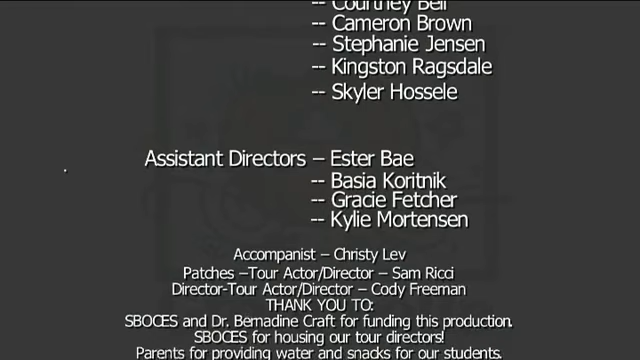 -- Courtney Bell
-- Cameron Brown
-- Stephanie Jensen
-- Kingston Ragsdale
-- Skyler Hossele
Assistant Directors – Ester Bae
-- Basia Koritnik
-- Gracie Fetcher
-- Kylie Mortensen
Accompanist – Christy Lev
Patches –Tour Actor/Director – Sam Ricci
Director-Tour Actor/Director – Cody Freeman
THANK YOU TO:
SBOCES and Dr. Bernadine Craft for funding this production.
SBOCES for housing our tour directors!
Parents for providing water and snacks for our students.